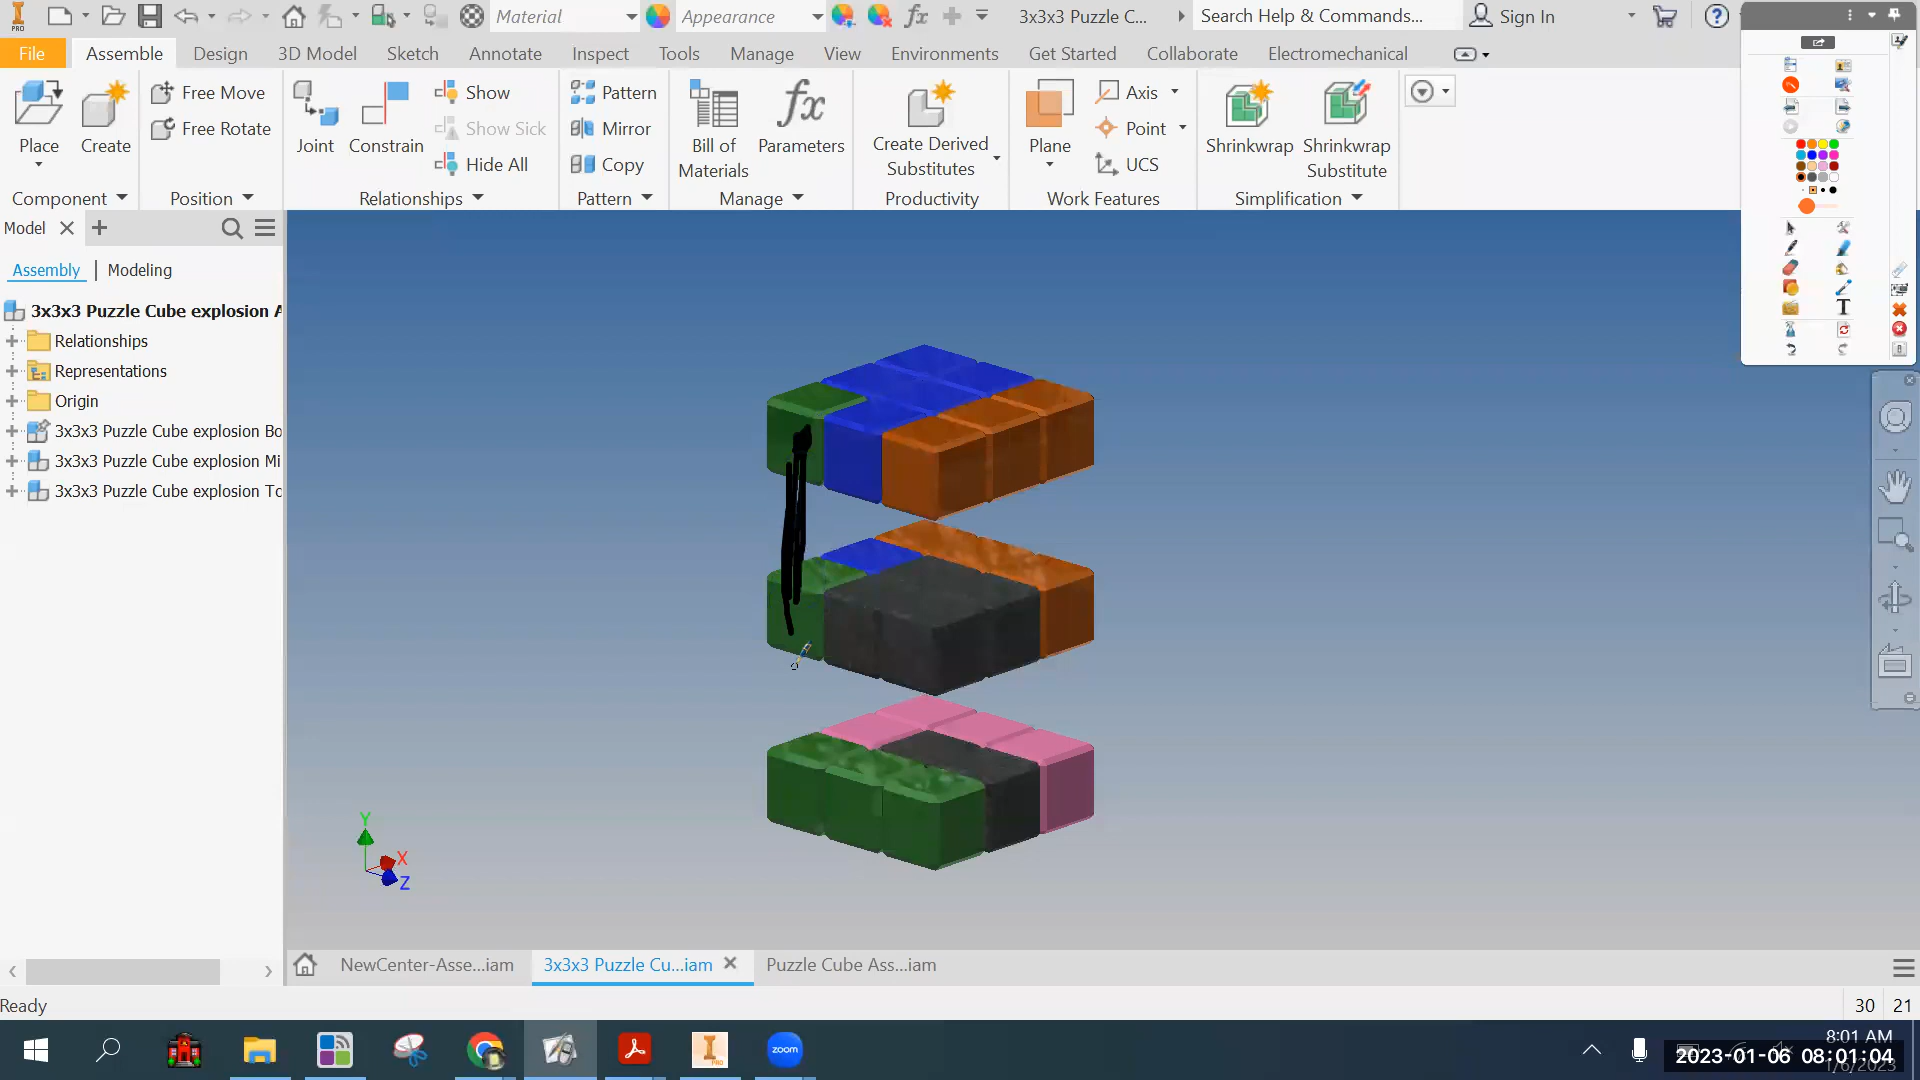 Material
Appearance
3x3x3 Puzzle C...
Search Help & Commands...
Sign In
PRO
File
Assemble
Design
3D Model
Sketch
Annotate
Inspect
Tools
Manage
View
Environments
Get Started
Collaborate
Electromechanical
Place
Create
Free Move
Free Rotate
Joint
Constrain
Show
Show Sick
Hide All
Pattern
Mirror
Copy
Bill of
Materials
fx
Parameters
Create Derived
Substitutes
Plane
Axis
Point
UCS
Shrinkwrap
Shrinkwrap
Substitute
Component
Position
Relationships
Pattern
Manage
Productivity
Work Features
Simplification
Model
Assembly | Modeling
3x3x3 Puzzle Cube explosion A
Relationships
Representations
Origin
3x3x3 Puzzle Cube explosion Bo
3x3x3 Puzzle Cube explosion Mi
3x3x3 Puzzle Cube explosion To
Y
X
Z
NewCenter-Asse...iam
3x3x3 Puzzle Cu...iam
Puzzle Cube Ass...iam
Ready
30 21
zoom
8:01 AM
2023-01-06 08:01:04